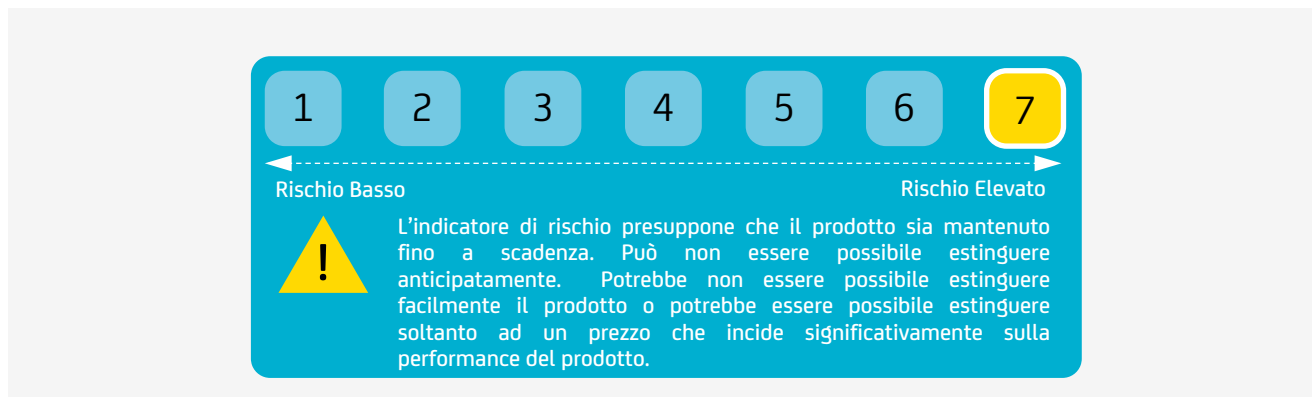 1 2 3 4 5 6 7
Rischio Basso Rischio Elevato
L'indicatore di rischio presuppone che il prodotto sia mantenuto
fino a scadenza. Può non essere possibile estinguere
anticipatamente. Potrebbe non essere possibile estinguere
facilmente il prodotto o potrebbe essere possibile estinguere
soltanto ad un prezzo che incide significativamente sulla
performance del prodotto.
!